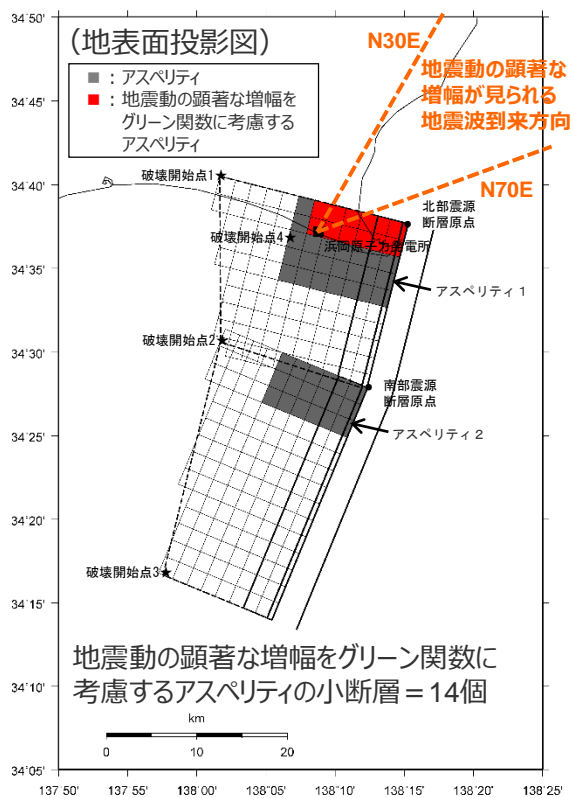 34˚50'
（地表面投影図）
N30E
■ ：アスペリティ
■ ：地震動の顕著な増幅を
グリーン関数に考慮する
アスペリティ
地震動の顕著な
増幅が見られる
地震波到来方向
34˚45'
34˚40'
破壊開始点1
N70E
北部震源
断層原点
破壊開始点4
浜岡原子力発電所
34˚35'
アスペリティ１
34˚30'
破壊開始点2
南部震源
断層原点
34˚25'
アスペリティ２
34˚20'
破壊開始点3
34˚15'
地震動の顕著な増幅をグリーン関数に
考慮するアスペリティの小断層＝14個
34˚10'
km
0 10 20
34˚05'
137˚50' 137˚55' 138˚00' 138˚05' 138˚10' 138˚15' 138˚20' 138˚25'